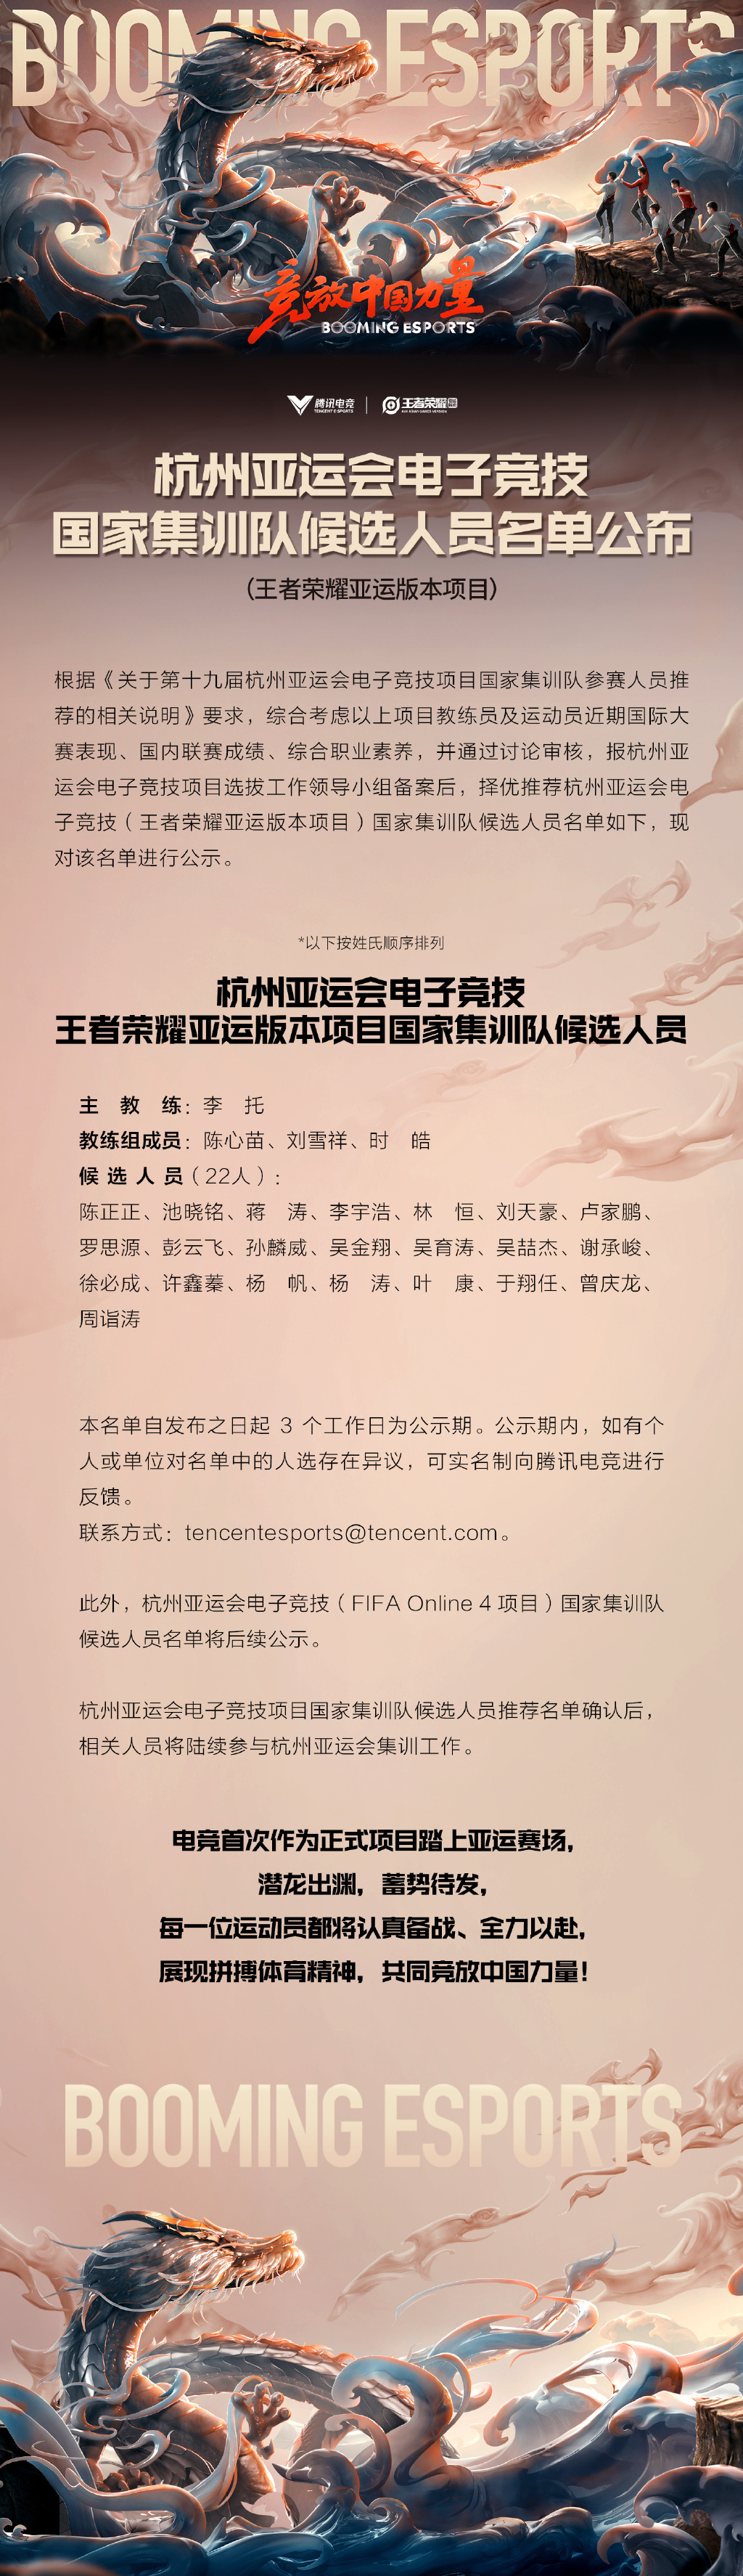 BOOMING ESPORTS
竞放中国力量
BOOMING ESPORTS
腾讯电竞
TENCENT E-SPORTS
王者荣耀
杭州亚运会电子竞技
国家集训队候选人员名单公布
（王者荣耀亚运版本项目）
根据《关于第十九届杭州亚运会电子竞技项目国家集训队参赛人员推
荐的相关说明》要求，综合考虑以上项目教练员及运动员近期国际大
赛表现、国内联赛成绩、综合职业素养，并通过讨论审核，报杭州亚
运会电子竞技项目选拔工作领导小组备案后，择优推荐杭州亚运会电
子竞技（王者荣耀亚运版本项目）国家集训队候选人员名单如下，现
对该名单进行公示。
*以下按姓氏顺序排列
杭州亚运会电子竞技
王者荣耀亚运版本项目国家集训队候选人员
主 教 练：李 托
教练组成员：陈心苗、刘雪祥、时 皓
候 选 人 员（22人）：
陈正正、池晓铭、蒋 涛、李宇浩、林 恒、刘天豪、卢家鹏、
罗思源、彭云飞、孙麟威、吴金翔、吴育涛、吴喆杰、谢承峻、
徐必成、许鑫蓁、杨 帆、杨 涛、叶 康、于翔任、曾庆龙、
周诣涛
本名单自发布之日起 3 个工作日为公示期。公示期内，如有个
人或单位对名单中的人选存在异议，可实名制向腾讯电竞进行
反馈。
联系方式：tencentesports@tencent.com。
此外，杭州亚运会电子竞技（FIFA Online 4 项目）国家集训队
候选人员名单将后续公示。
杭州亚运会电子竞技项目国家集训队候选人员推荐名单确认后，
相关人员将陆续参与杭州亚运会集训工作。
电竞首次作为正式项目踏上亚运赛场，
潜龙出渊，蓄势待发，
每一位运动员都将认真备战、全力以赴，
展现拼搏体育精神，共同竞放中国力量！
BOOMING ESPORTS